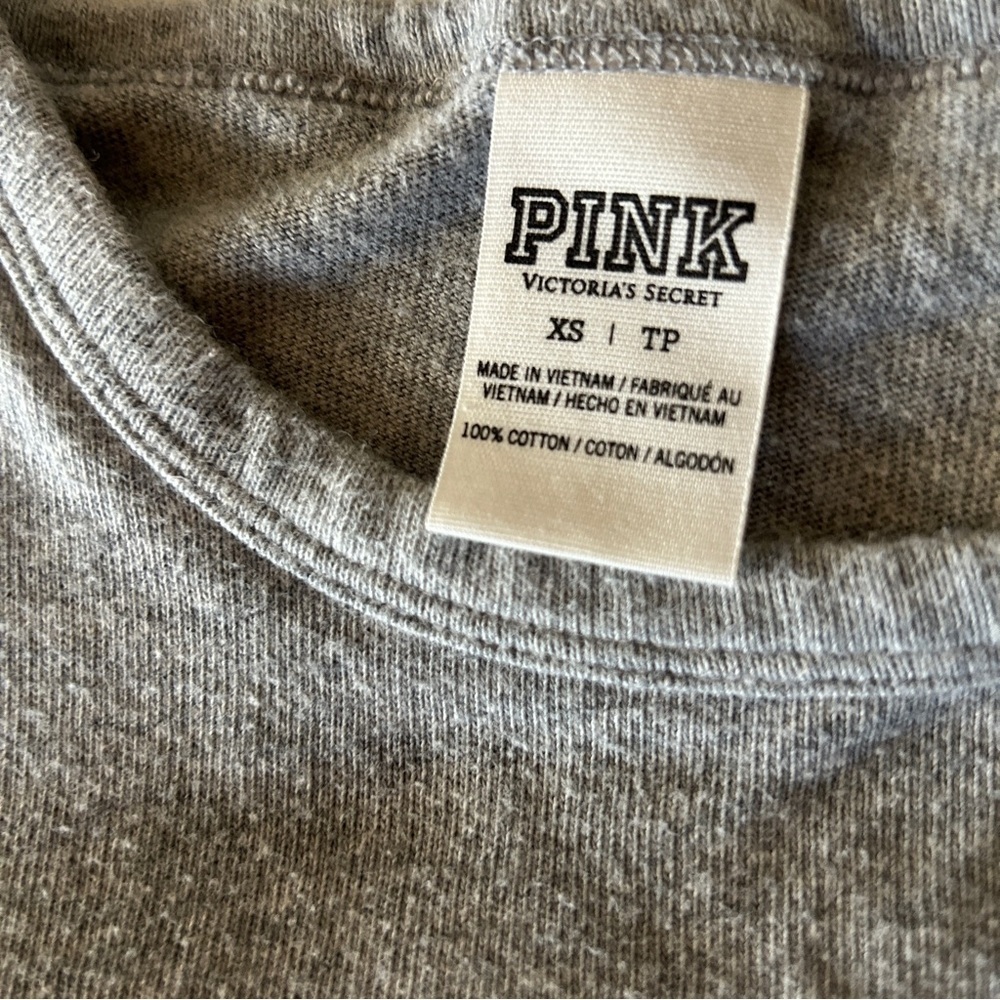 PINK
VICTORIA'S SECRET
XS | TP
MADE IN VIETNAM / FABRIQUÉ AU
VIETNAM / HECHO EN VIETNAM
100% COTTON / COTON / ALGODÓN